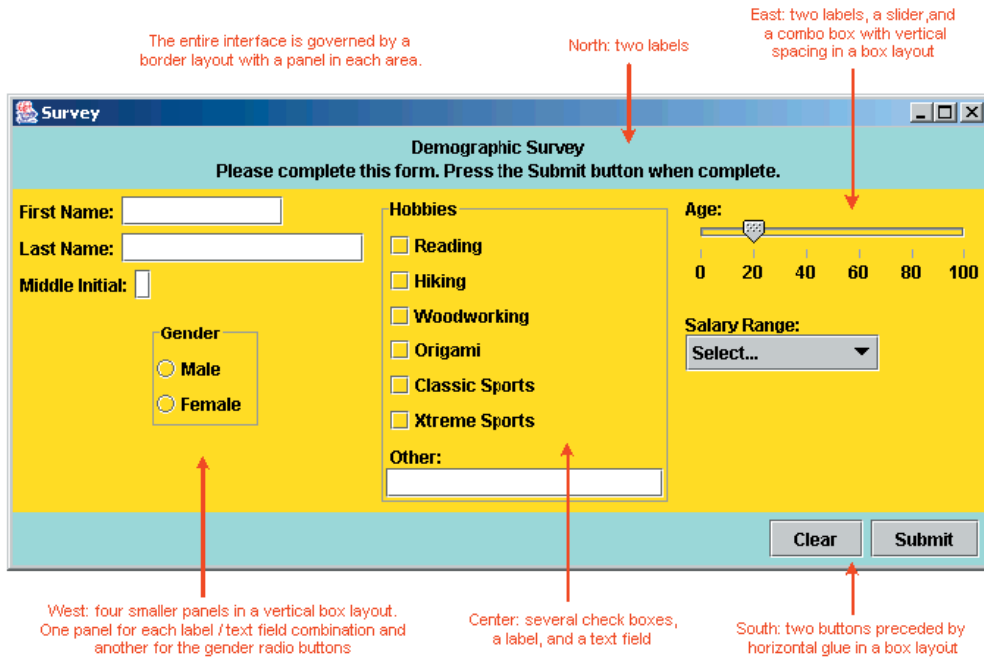 The entire interface is governed by a
border layout with a panel in each area.
North: two labels
East: two labels, a slider,and
a combo box with vertical
spacing in a box layout
Survey
Demographic Survey
Please complete this form. Press the Submit button when complete.
First Name:
Last Name:
Middle Initial:
Gender
Male
Female
Hobbies
Reading
Hiking
Woodworking
Origami
Classic Sports
Xtreme Sports
Other:
Age:
0 20 40 60 80 100
Salary Range:
Select...
Clear Submit
West: four smaller panels in a vertical box layout.
One panel for each label / text field combination and
another for the gender radio buttons
Center: several check boxes,
a label, and a text field
South: two buttons preceded by
horizontal glue in a box layout